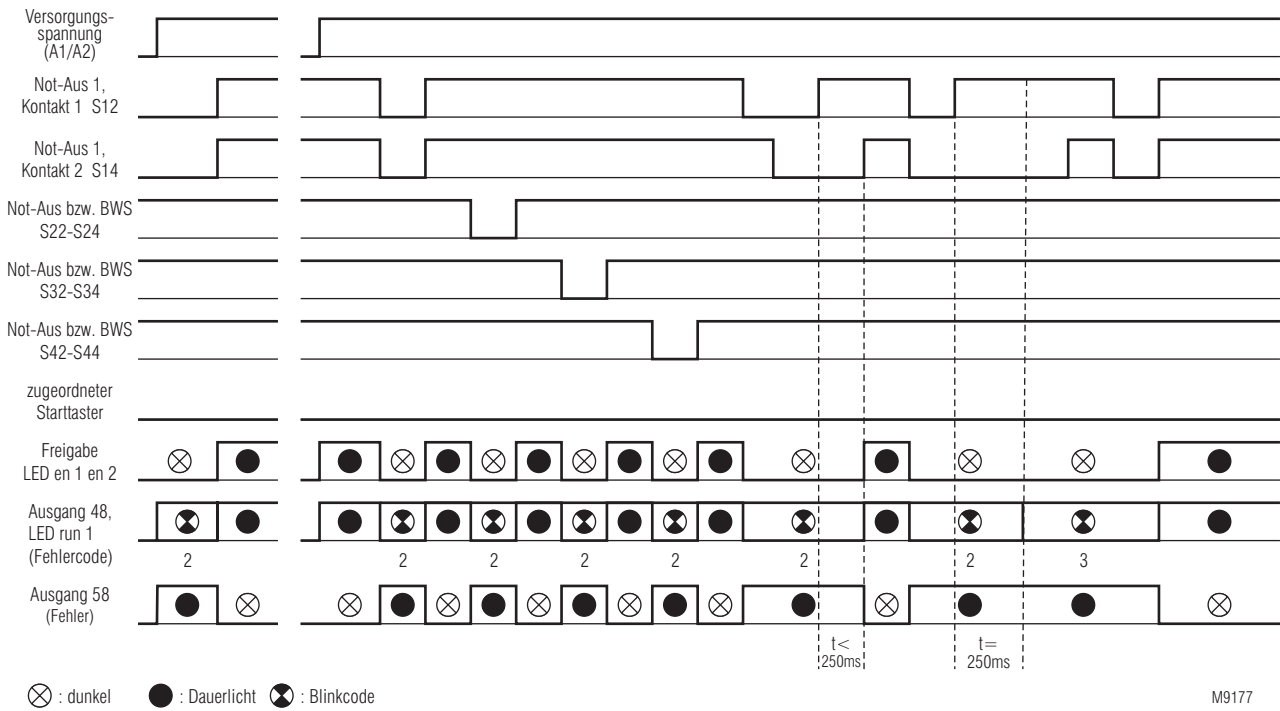 Versorgungs-
spannung
(A1/A2)
Not-Aus 1,
Kontakt 1 S12
Not-Aus 1,
Kontakt 2 S14
Not-Aus bzw. BWS
S22-S24
Not-Aus bzw. BWS
S32-S34
Not-Aus bzw. BWS
S42-S44
zugeordneter
Starttaster
Freigabe
LED en 1 en 2
Ausgang 48,
LED run 1
(Fehlercode)
2 2 2 2 2 2 2 3
Ausgang 58
(Fehler)
t<
250ms
t=
250ms
: dunkel : Dauerlicht : Blinkcode
M9177